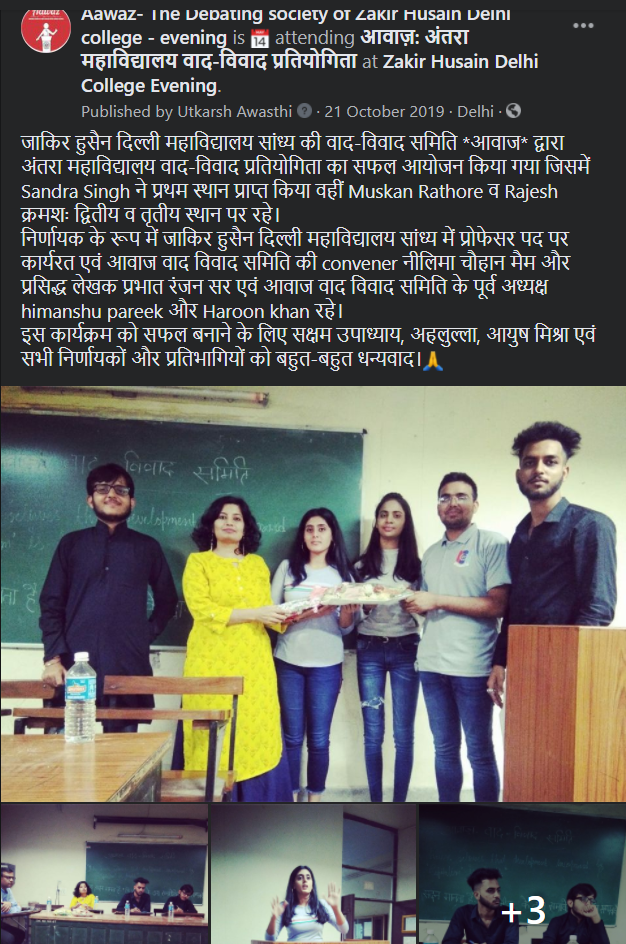 Aawaz- The Debating society of Zakir Husain Delhi
college - evening is attending आवाज़: अंतरा
महाविद्यालय वाद-विवाद प्रतियोगिता at Zakir Husain Delhi
College Evening.
Published by Utkarsh Awasthi · 21 October 2019 · Delhi ·
जाकिर हुसैन दिल्ली महाविद्यालय सांध्य की वाद-विवाद समिति *आवाज* द्वारा
अंतरा महाविद्यालय वाद-विवाद प्रतियोगिता का सफल आयोजन किया गया जिसमें
Sandra Singh ने प्रथम स्थान प्राप्त किया वहीं Muskan Rathore व Rajesh
क्रमशः द्वितीय व तृतीय स्थान पर रहे।
निर्णायक के रूप में जाकिर हुसैन दिल्ली महाविद्यालय सांध्य में प्रोफेसर पद पर
कार्यरत एवं आवाज वाद विवाद समिति की convener नीलिमा चौहान मैम और
प्रसिद्ध लेखक प्रभात रंजन सर एवं आवाज वाद विवाद समिति के पूर्व अध्यक्ष
himanshu pareek और Haroon khan रहे।
इस कार्यक्रम को सफल बनाने के लिए सक्षम उपाध्याय, अहलुल्ला, आयुष मिश्रा एवं
सभी निर्णायकों और प्रतिभागियों को बहुत-बहुत धन्यवाद।🙏
वाद विवाद समिति
+3